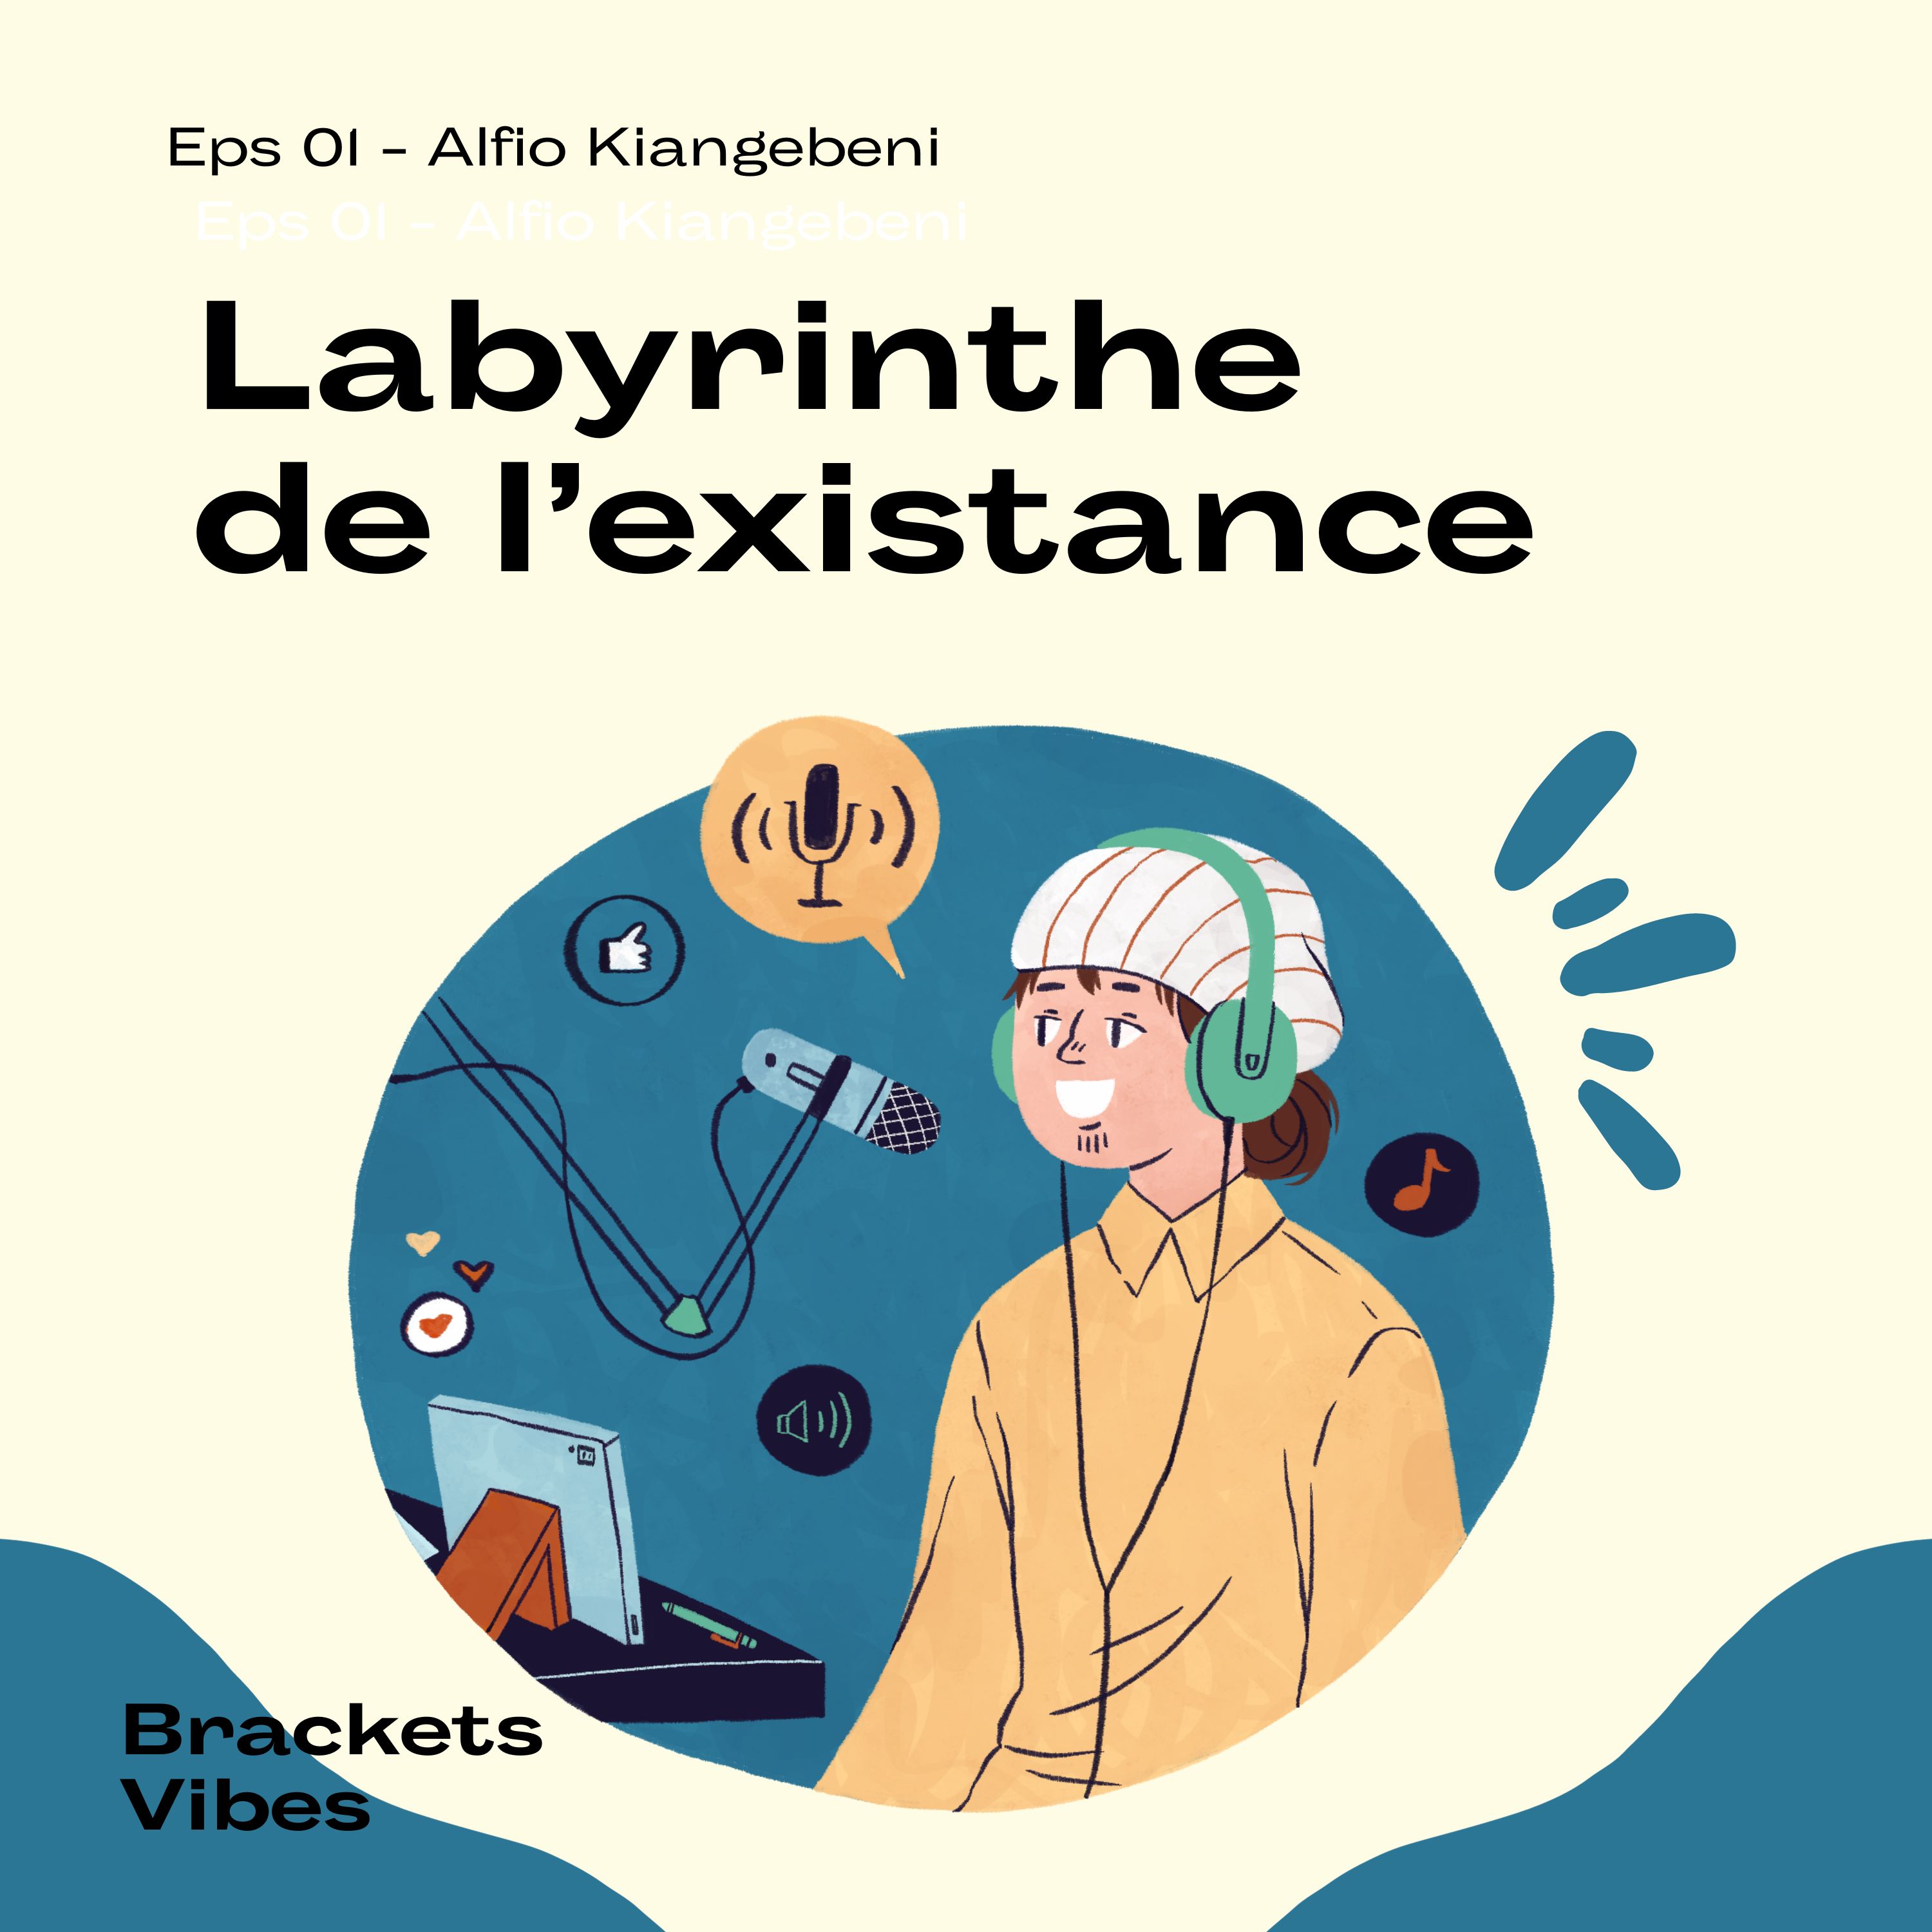 Eps 01 - Alfio Kiangebeni
Eps 01 - Alfio Kiangebeni
Labyrinthe
de l’existance
Brackets
Vibes